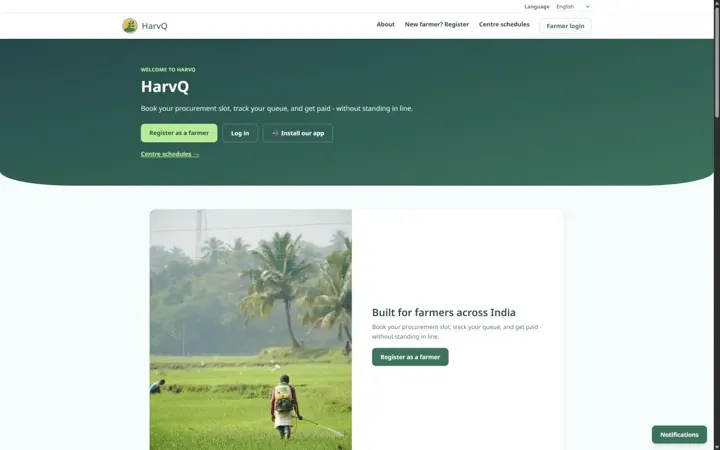 Language English
HarvQ
About New farmer? Register Centre schedules Farmer login
WELCOME TO HARVQ
HarvQ
Book your procurement slot, track your queue, and get paid - without standing in line.
Register as a farmer Log in Install our app
Centre schedules →
Built for farmers across India
Book your procurement slot, track your queue, and get paid -
without standing in line.
Register as a farmer
Notifications